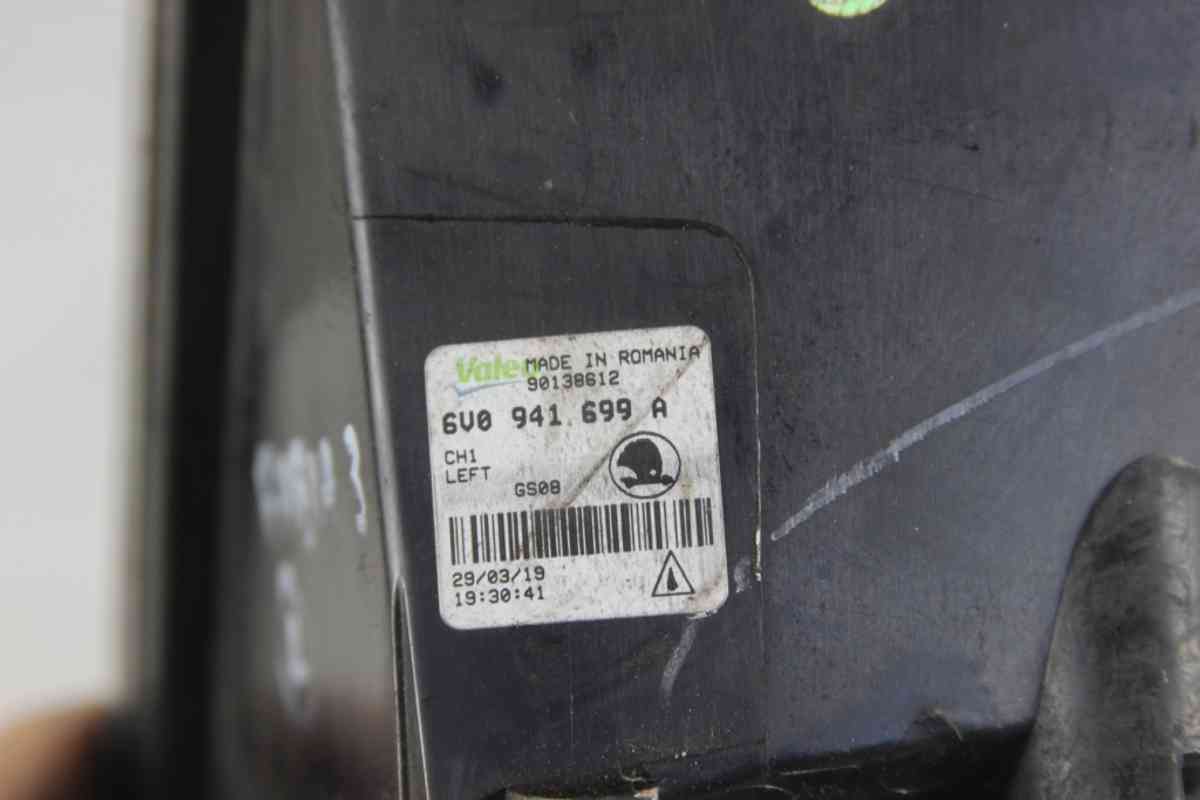 Valeo MADE IN ROMANIA
90138612
6V0 941 699 A
CH1
LEFT
GS08
29/03/19
19:30:41